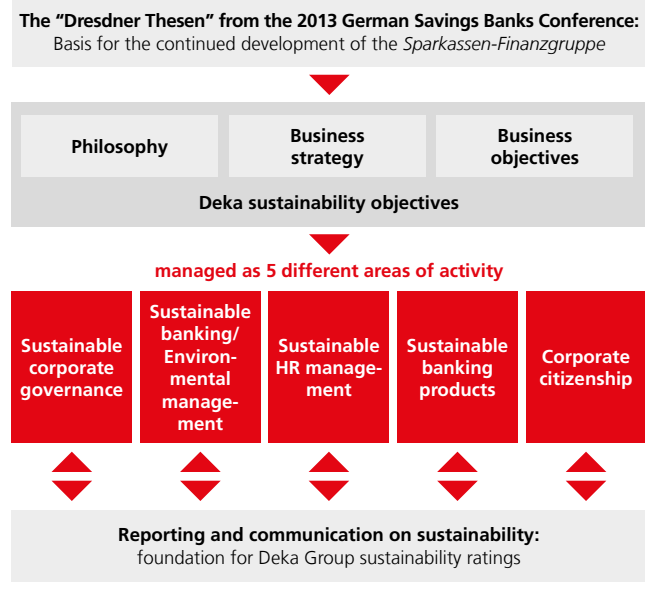 The “Dresdner Thesen” from the 2013 German Savings Banks Conference:
Basis for the continued development of the Sparkassen-Finanzgruppe
Philosophy
Business
strategy
Business
objectives
Deka sustainability objectives
managed as 5 different areas of activity
Sustainable
corporate
governance
Sustainable
banking/
Environ-
mental
manage-
ment
Sustainable
HR manage-
ment
Sustainable
banking
products
Corporate
citizenship
Reporting and communication on sustainability:
foundation for Deka Group sustainability ratings